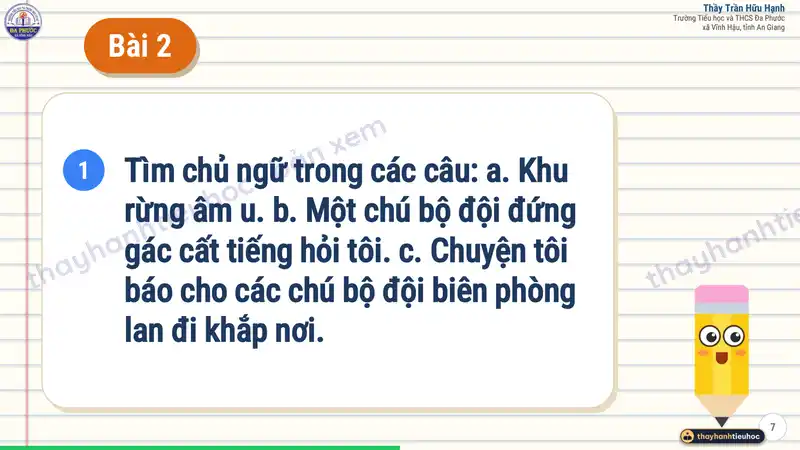 Thầy Trần Hữu Hạnh
Trường Tiểu học và THCS Đa Phước
xã Vĩnh Hậu, tỉnh An Giang
ĐA PHƯỚC
Bài 2
1
Tìm chủ ngữ trong các câu: a. Khu
rừng âm u. b. Một chú bộ đội đứng
gác cất tiếng hỏi tôi. c. Chuyện tôi
báo cho các chú bộ đội biên phòng
lan đi khắp nơi.
thayhanhtieuhoc
7